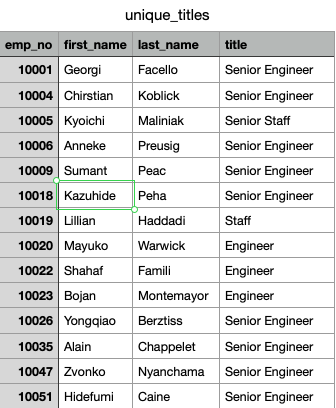 unique_titles
emp_no first_name last_name title
10001 Georgi Facello Senior Engineer
10004 Chirstian Koblick Senior Engineer
10005 Kyoichi Maliniak Senior Staff
10006 Anneke Preusig Senior Engineer
10009 Sumant Peac Senior Engineer
10018 Kazuhide Peha Senior Engineer
10019 Lillian Haddadi Staff
10020 Mayuko Warwick Engineer
10022 Shahaf Famili Engineer
10023 Bojan Montemayor Engineer
10026 Yongqiao Berztiss Senior Engineer
10035 Alain Chappelet Senior Engineer
10047 Zvonko Nyanchama Senior Engineer
10051 Hidefumi Caine Senior Engineer